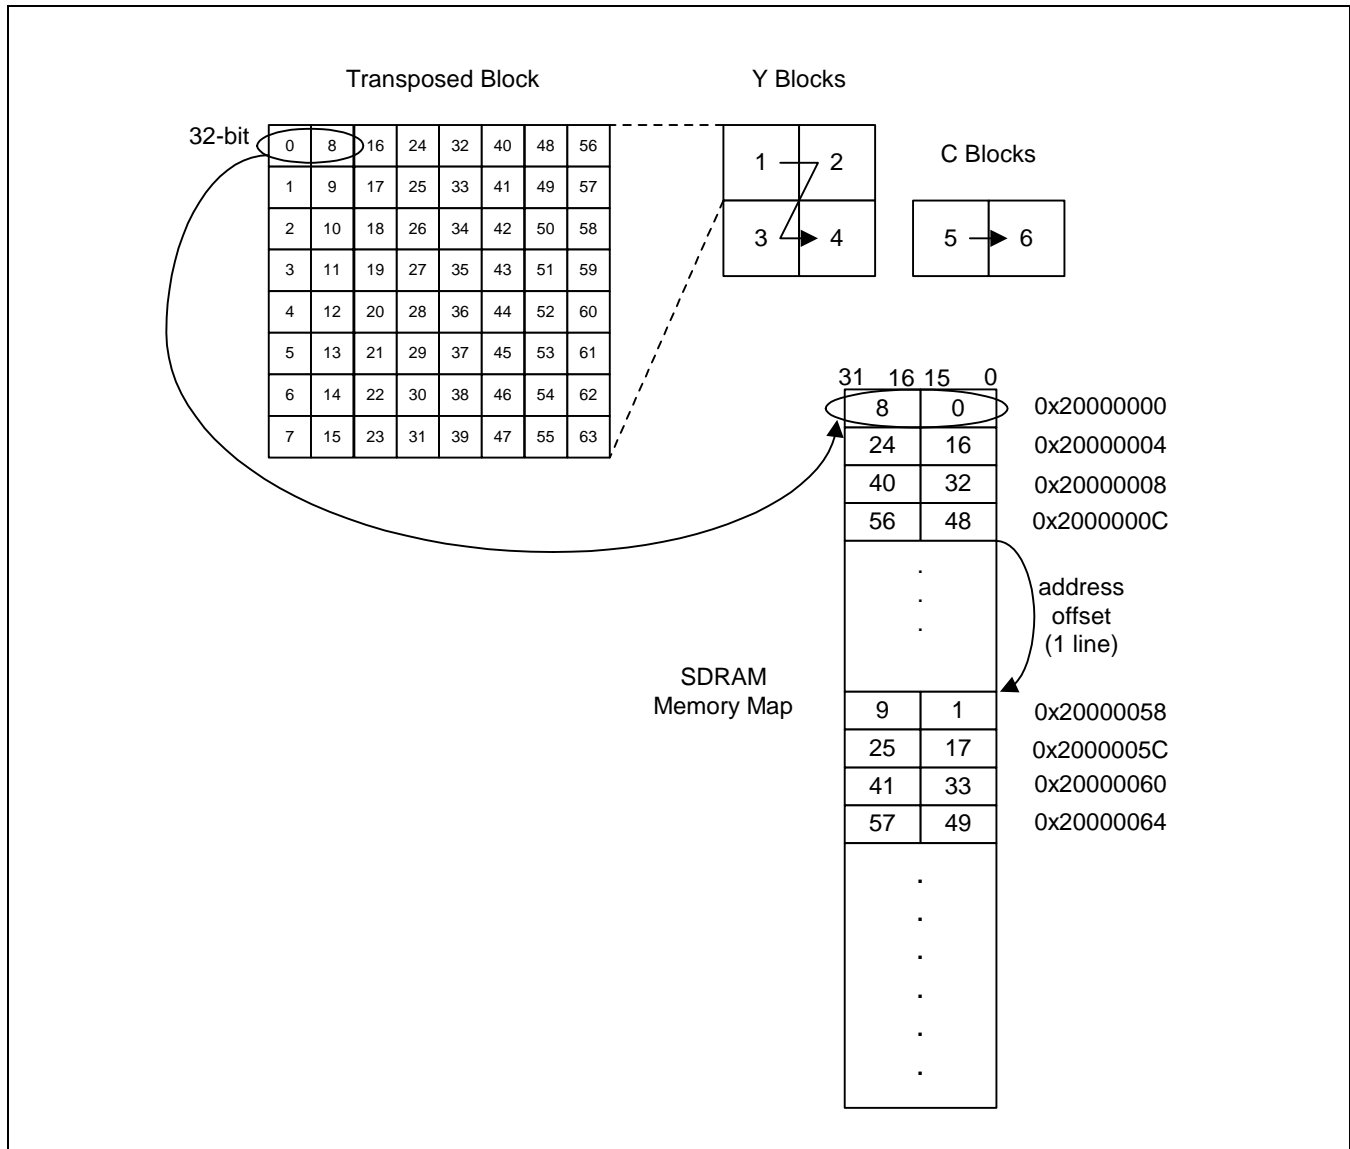 Transposed Block
Y Blocks
32-bit
0 8 16 24 32 40 48 56
1 9 17 25 33 41 49 57
2 10 18 26 34 42 50 58
3 11 19 27 35 43 51 59
4 12 20 28 36 44 52 60
5 13 21 29 37 45 53 61
6 14 22 30 38 46 54 62
7 15 23 31 39 47 55 63
1 2
3 4
C Blocks
5 6
31 16 15 0
8 0 0x20000000
24 16 0x20000004
40 32 0x20000008
56 48 0x2000000C
.
.
.
address
offset
(1 line)
SDRAM
Memory Map
9 1 0x20000058
25 17 0x2000005C
41 33 0x20000060
57 49 0x20000064
.
.
.
.
.
.